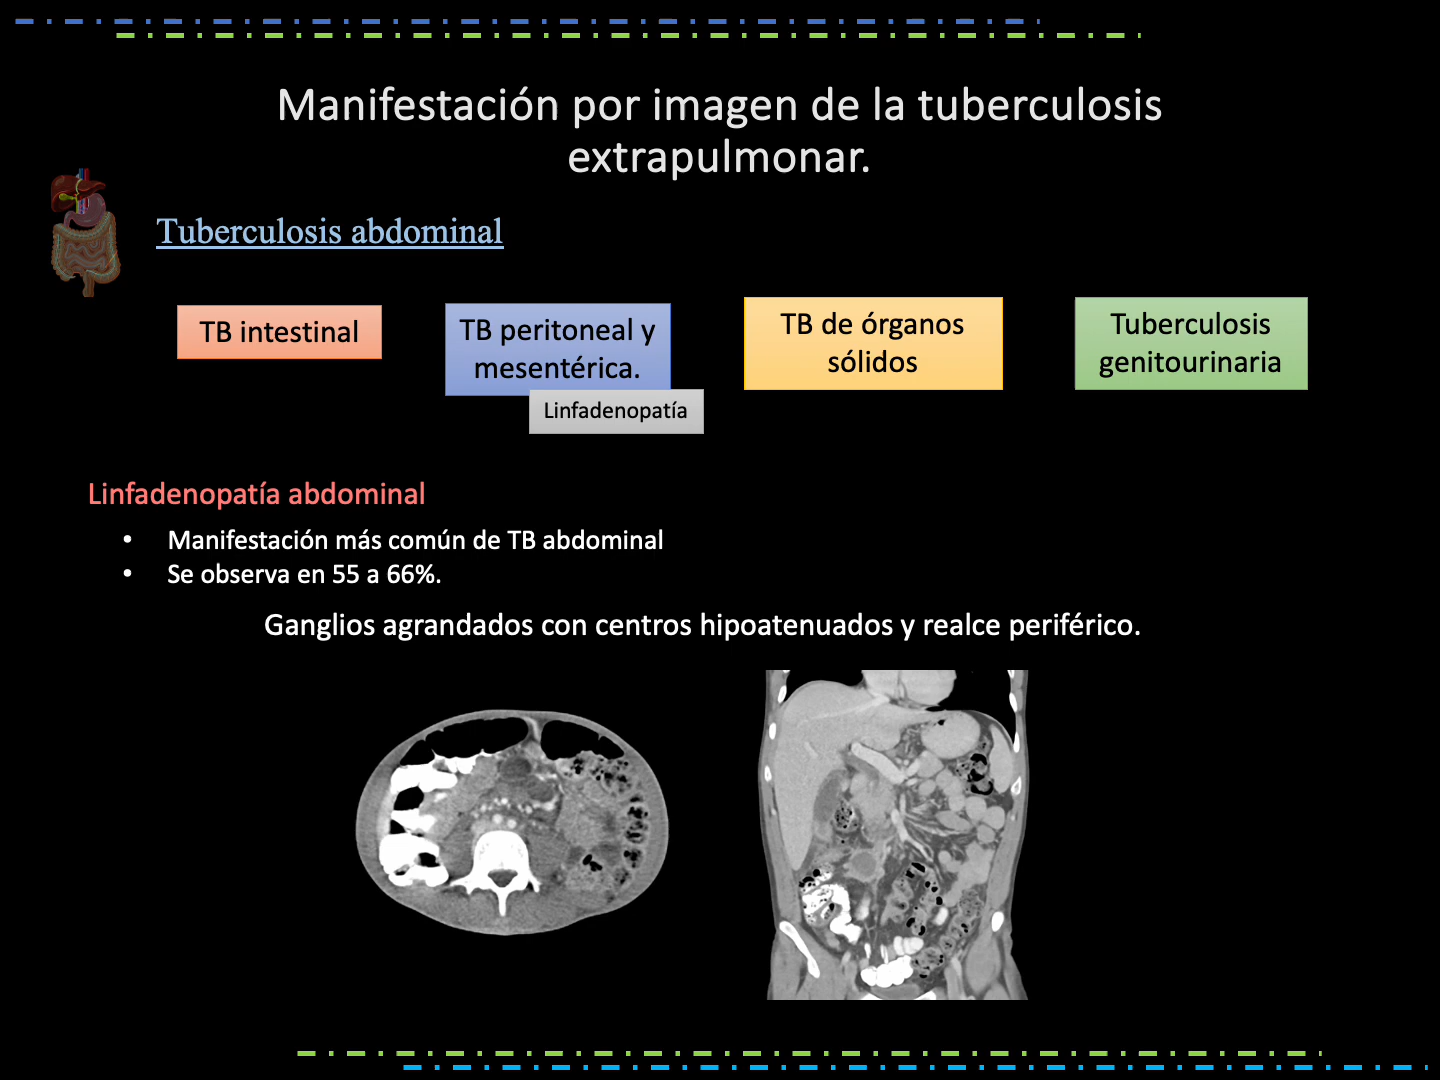 Manifestación por imagen de la tuberculosis
extrapulmonar.
Tuberculosis abdominal
TB intestinal
TB peritoneal y
mesentérica.
Linfadenopatía
TB de órganos
sólidos
Tuberculosis
genitourinaria
Linfadenopatía abdominal
• Manifestación más común de TB abdominal
• Se observa en 55 a 66%.
Ganglios agrandados con centros hipoatenuados y realce periférico.